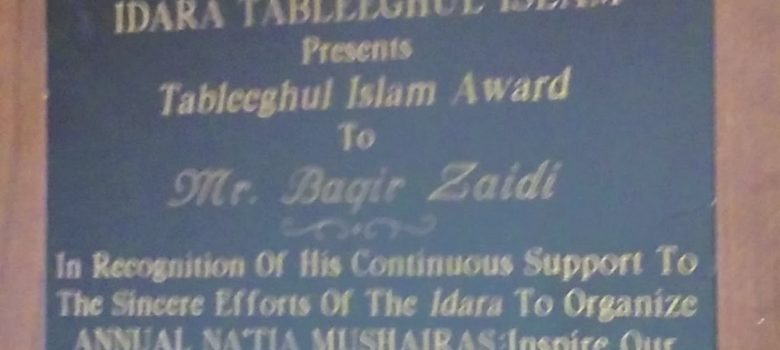 IDARA TABLEEGHUL ISLAM
Presents
Tableeghul Islam Award
To
Mr. Baqir Zaidi
In Recognition Of His Continuous Support To
The Sincere Efforts Of The Idara To Organize
ANNUAL NA'TIA MUSHAIRAS;Inspire Our